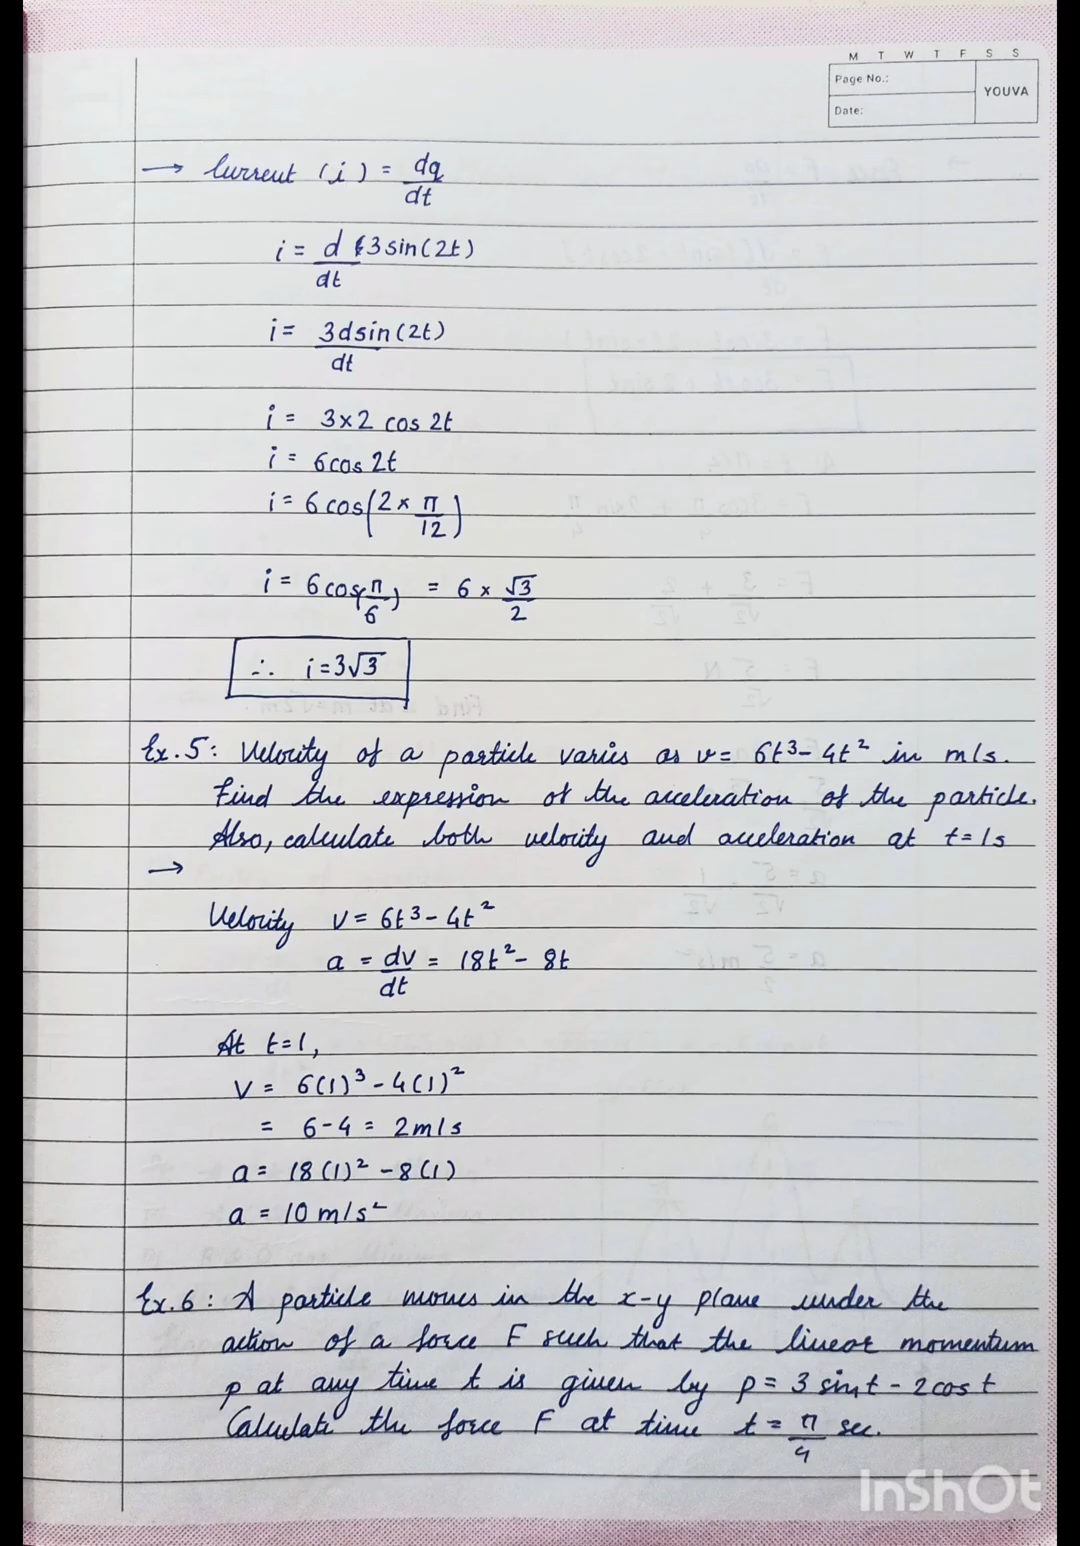 M T W T F S S
Page No.:
YOUVA
Date:
→ Current (i) = dq/dt
i = d (3 sin(2t)/dt
i = 3dsin(2t)/dt
i = 3×2 cos 2t
i = 6cos 2t
i = 6 cos(2 × π/12)
i = 6 cos(π/6) = 6 × √3/2
∴ i = 3√3
Ex. 5: Velocity of a particle varies as v = 6t³ - 4t² in m/s.
Find the expression of the acceleration of the particle.
Also, calculate both velocity and acceleration at t = 1s
→
Velocity v = 6t³ - 4t²
a = dv/dt = 18t² - 8t
At t=1,
v = 6(1)³ - 4(1)²
= 6-4 = 2m/s
a = 18(1)² - 8(1)
a = 10 m/s²
Ex. 6: A particle moves in the x-y plane under the
action of a force F such that the linear momentum
p at any time t is given by p = 3 sint - 2cos t
Calculate the force F at time t = π/4 sec.
InShOt